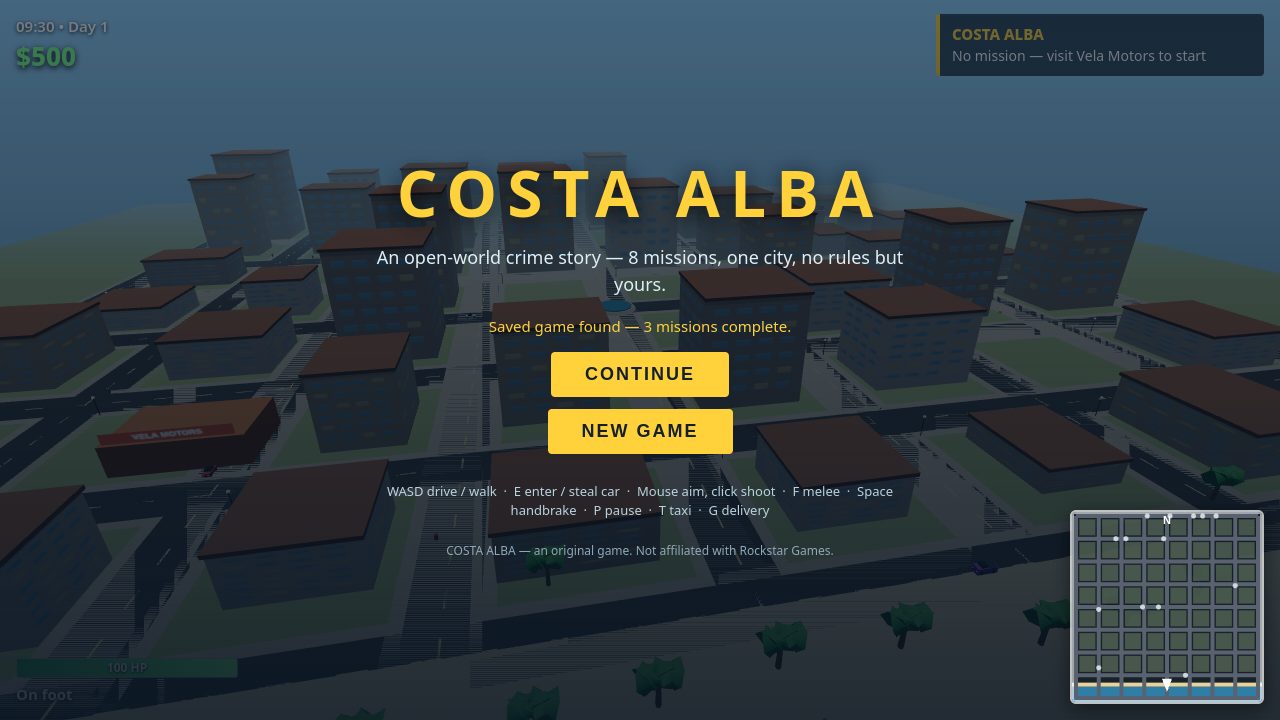 09:30 • Day 1
$500
COSTA ALBA
No mission — visit Vela Motors to start
COSTA ALBA
An open-world crime story — 8 missions, one city, no rules but
yours.
Saved game found — 3 missions complete.
CONTINUE
NEW GAME
VELA MOTORS
WASD drive / walk · E enter / steal car · Mouse aim, click shoot · F melee · Space
handbrake · P pause · T taxi · G delivery
COSTA ALBA — an original game. Not affiliated with Rockstar Games.
N
100 HP
On foot